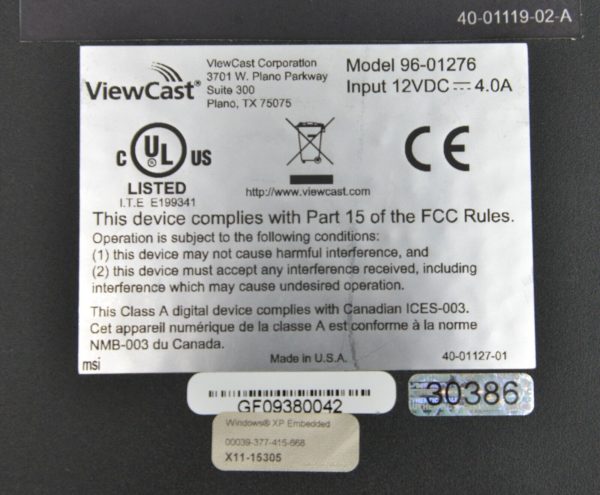 40-01119-02-A
ViewCast®
ViewCast Corporation
3701 W. Plano Parkway
Suite 300
Plano, TX 75075
Model 96-01276
Input 12VDC ⎓ 4.0A
C UL® US
LISTED
I.T.E E199341
CE
http://www.viewcast.com
This device complies with Part 15 of the FCC Rules.
Operation is subject to the following conditions:
(1) this device may not cause harmful interference, and
(2) this device must accept any interference received, including
interference which may cause undesired operation.
This Class A digital device complies with Canadian ICES-003.
Cet appareil numérique de la classe A est conforme à la norme
NMB-003 du Canada.
msi
Made in U.S.A.
40-01127-01
GF09380042
30386
Windows® XP Embedded
00039-377-415-668
X11-15305